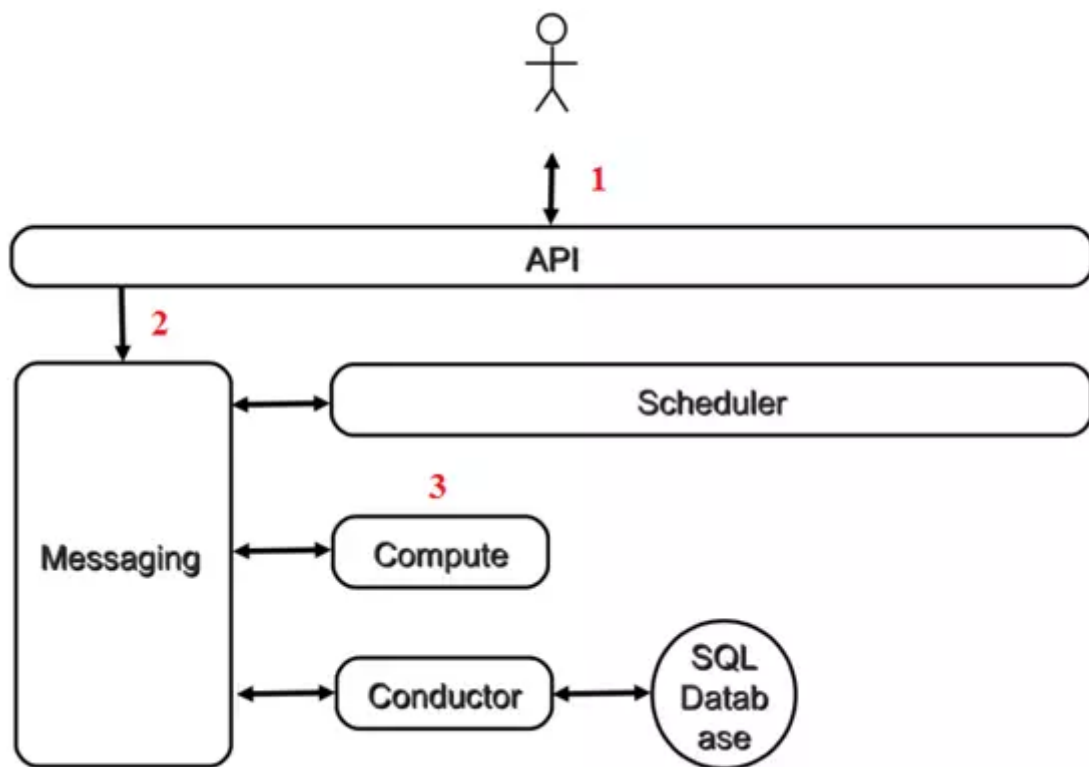 1
API
2
Scheduler
3
Messaging
Compute
Conductor
SQL
Datab
ase